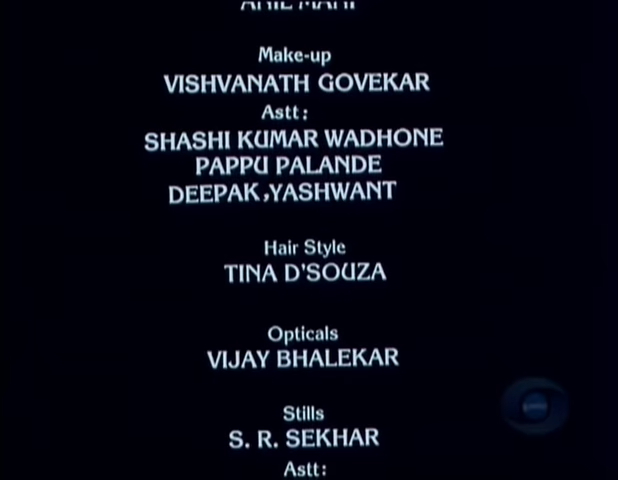 Make-up
VISHVANATH GOVEKAR
Astt:
SHASHI KUMAR WADHONE
PAPPU PALANDE
DEEPAK,YASHWANT
Hair Style
TINA D'SOUZA
Opticals
VIJAY BHALEKAR
Stills
S. R. SEKHAR
Astt: